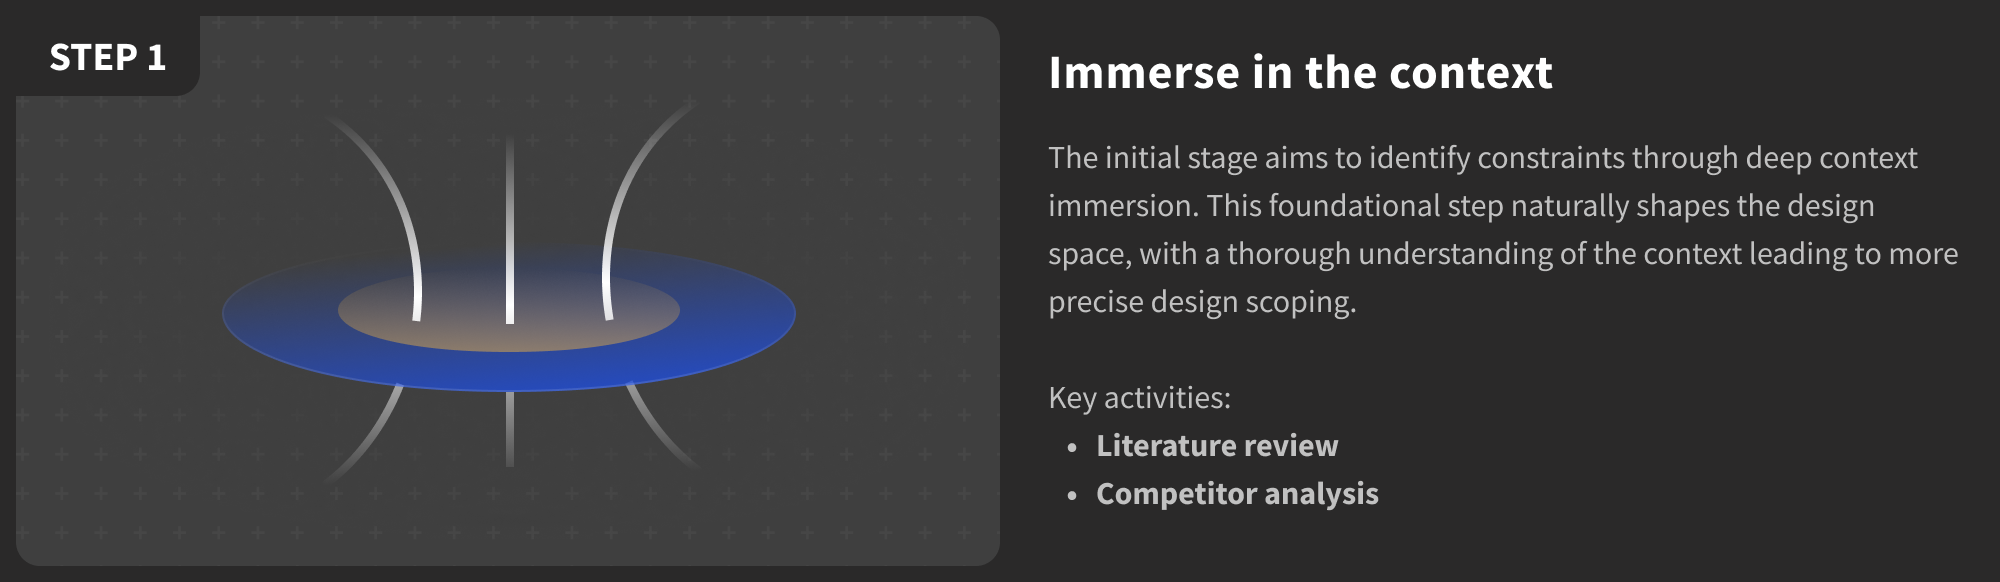 STEP 1
Immerse in the context
The initial stage aims to identify constraints through deep context
immersion. This foundational step naturally shapes the design
space, with a thorough understanding of the context leading to more
precise design scoping.
Key activities:
• Literature review
• Competitor analysis